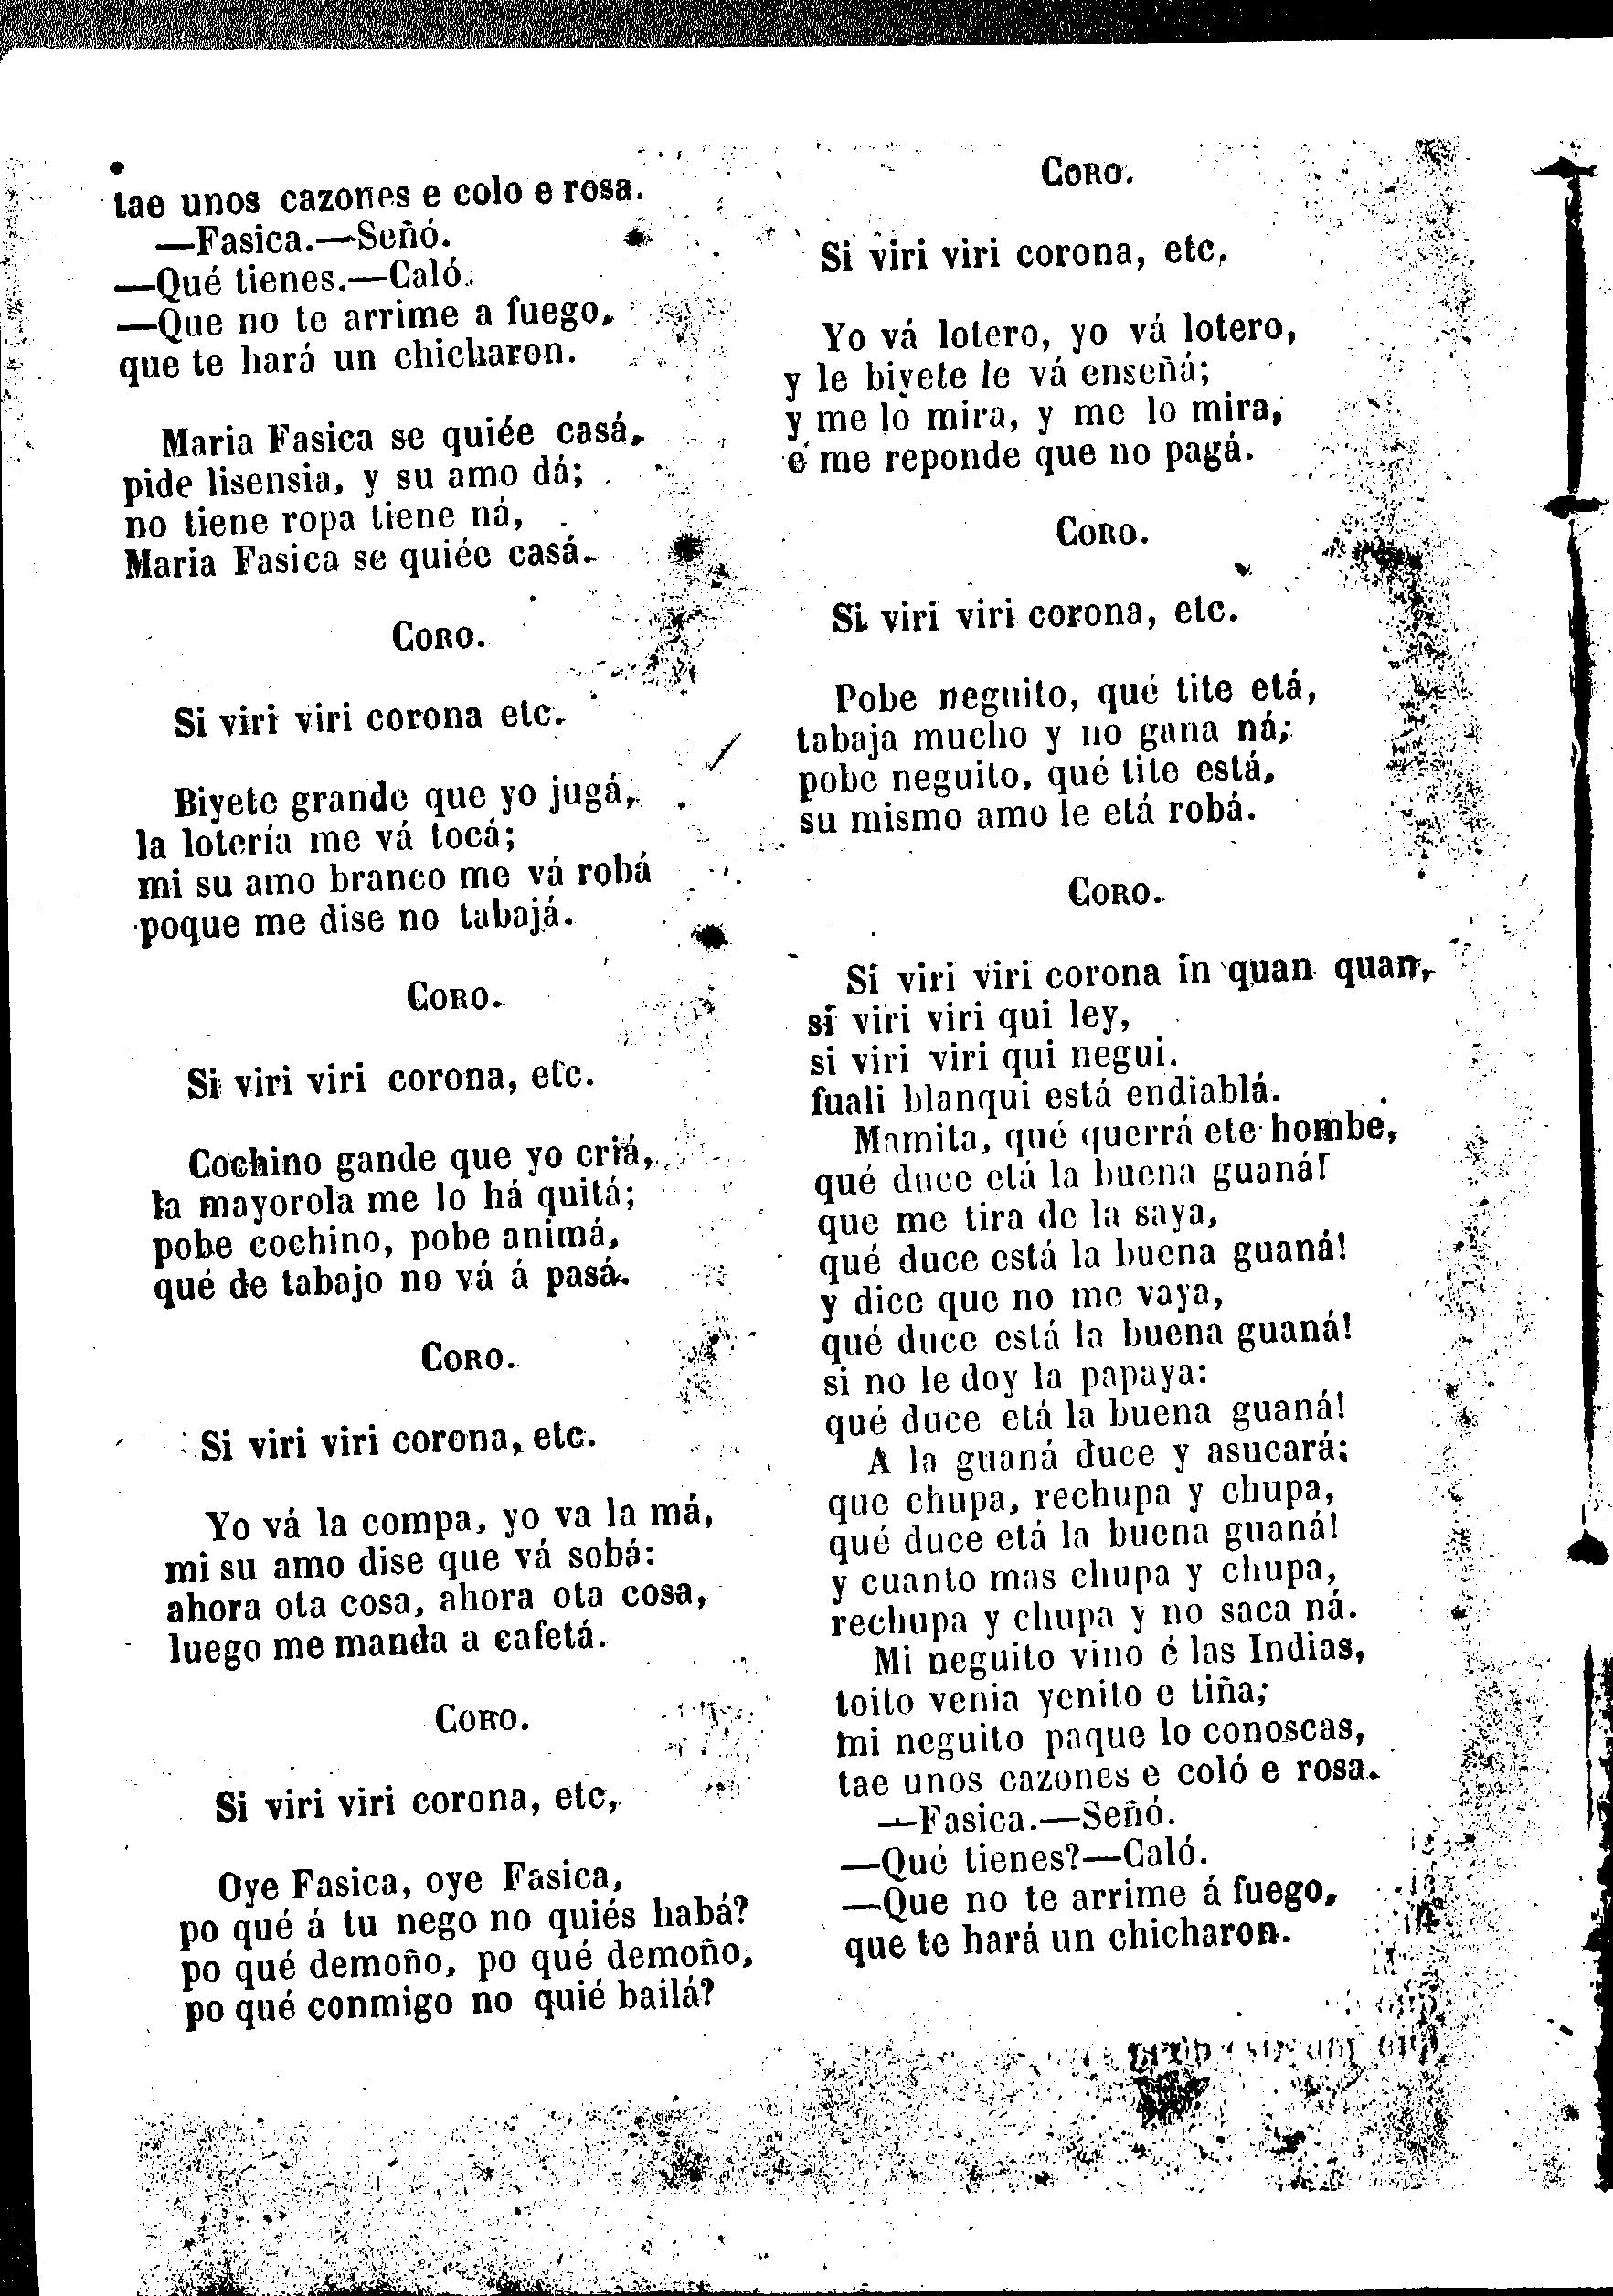 tae unos cazones e colo e rosa.
—Fasica.—Señó.
—Qué tienes.—Caló.
—Que no te arrime a fuego,
que te hará un chicharon.
Maria Fasica se quiée casá,
pide lisensia, y su amo dá;
no tiene ropa tiene ná,
Maria Fasica se quiée casá.
CORO.
Si viri viri corona etc.
Biyete grande que yo jugá,
la lotería me vá tocá;
mi su amo branco me vá robá
poque me dise no tabajá.
CORO.
Si viri viri corona, etc.
Cochino gande que yo criá,
la mayorola me lo há quitá;
pobe cochino, pobe animá,
qué de tabajo no vá á pasá.
CORO.
Si viri viri corona, etc.
Yo vá la compa, yo va la má,
mi su amo dise que vá sobá:
ahora ota cosa, ahora ota cosa,
luego me manda a cafetá.
CORO.
Si viri viri corona, etc,
Oye Fasica, oye Fasica,
po qué á tu nego no quiés habá?
po qué demoño, po qué demoño,
po qué conmigo no quié bailá?
CORO.
Si viri viri corona, etc,
Yo vá lotero, yo vá lotero,
y le biyete le vá enseñá;
y me lo mira, y me lo mira,
é me reponde que no pagá.
CORO.
Si viri viri corona, etc.
Pobe neguito, qué tite etá,
tabaja mucho y no gana ná;
pobe neguito, qué tite está,
su mismo amo le etá robá.
CORO.
Si viri viri corona in quan quan,
si viri viri qui ley,
si viri viri qui negui.
fuali blanqui está endiablá.
Mamita, qué querrá ete hombe,
qué duce etá la buena guaná!
que me tira de la saya,
qué duce está la buena guaná!
y dice que no me vaya,
qué duce está la buena guaná!
si no le doy la papaya:
qué duce etá la buena guaná!
A la guaná duce y asucará:
que chupa, rechupa y chupa,
qué duce etá la buena guaná!
y cuanto mas chupa y chupa,
rechupa y chupa y no saca ná.
Mi neguito vino é las Indias,
toito venia yenito e tiña;
mi neguito paque lo conoscas,
tae unos cazones e coló e rosa.
—Fasica.—Señó.
—Qué tienes?—Caló.
—Que no te arrime á fuego,
que te hará un chicharon.